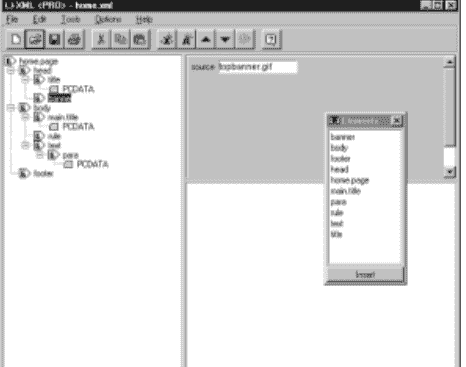 XML <PRO> - home.xml
File Edit Tools Options Help
home.page
head
title
PCDATA
banner
body
main.title
PCDATA
rule
text
para
PCDATA
footer
source topbanner.gif
Elements
banner
body
footer
head
home.page
main.title
para
rule
text
title
Insert